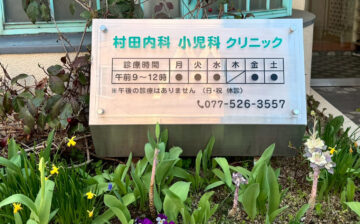 村田内科 小児科 クリニック
診療時間 月 火 水 木 金 土
午前9～12時 ● ● ● ／ ● ●
※午後の診療はありません （日・祝 休診）
077-526-3557